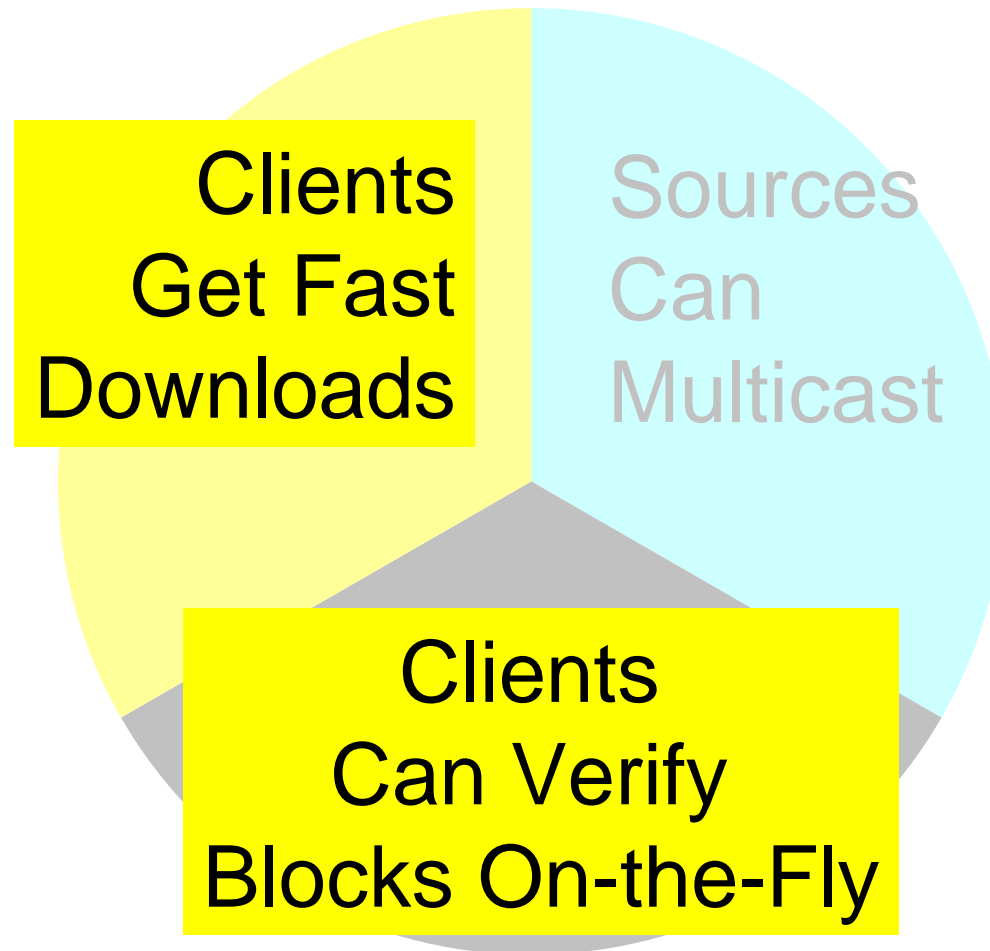 Clients
Get Fast
Downloads
Sources
Can
Multicast
Clients
Can Verify
Blocks On-the-Fly